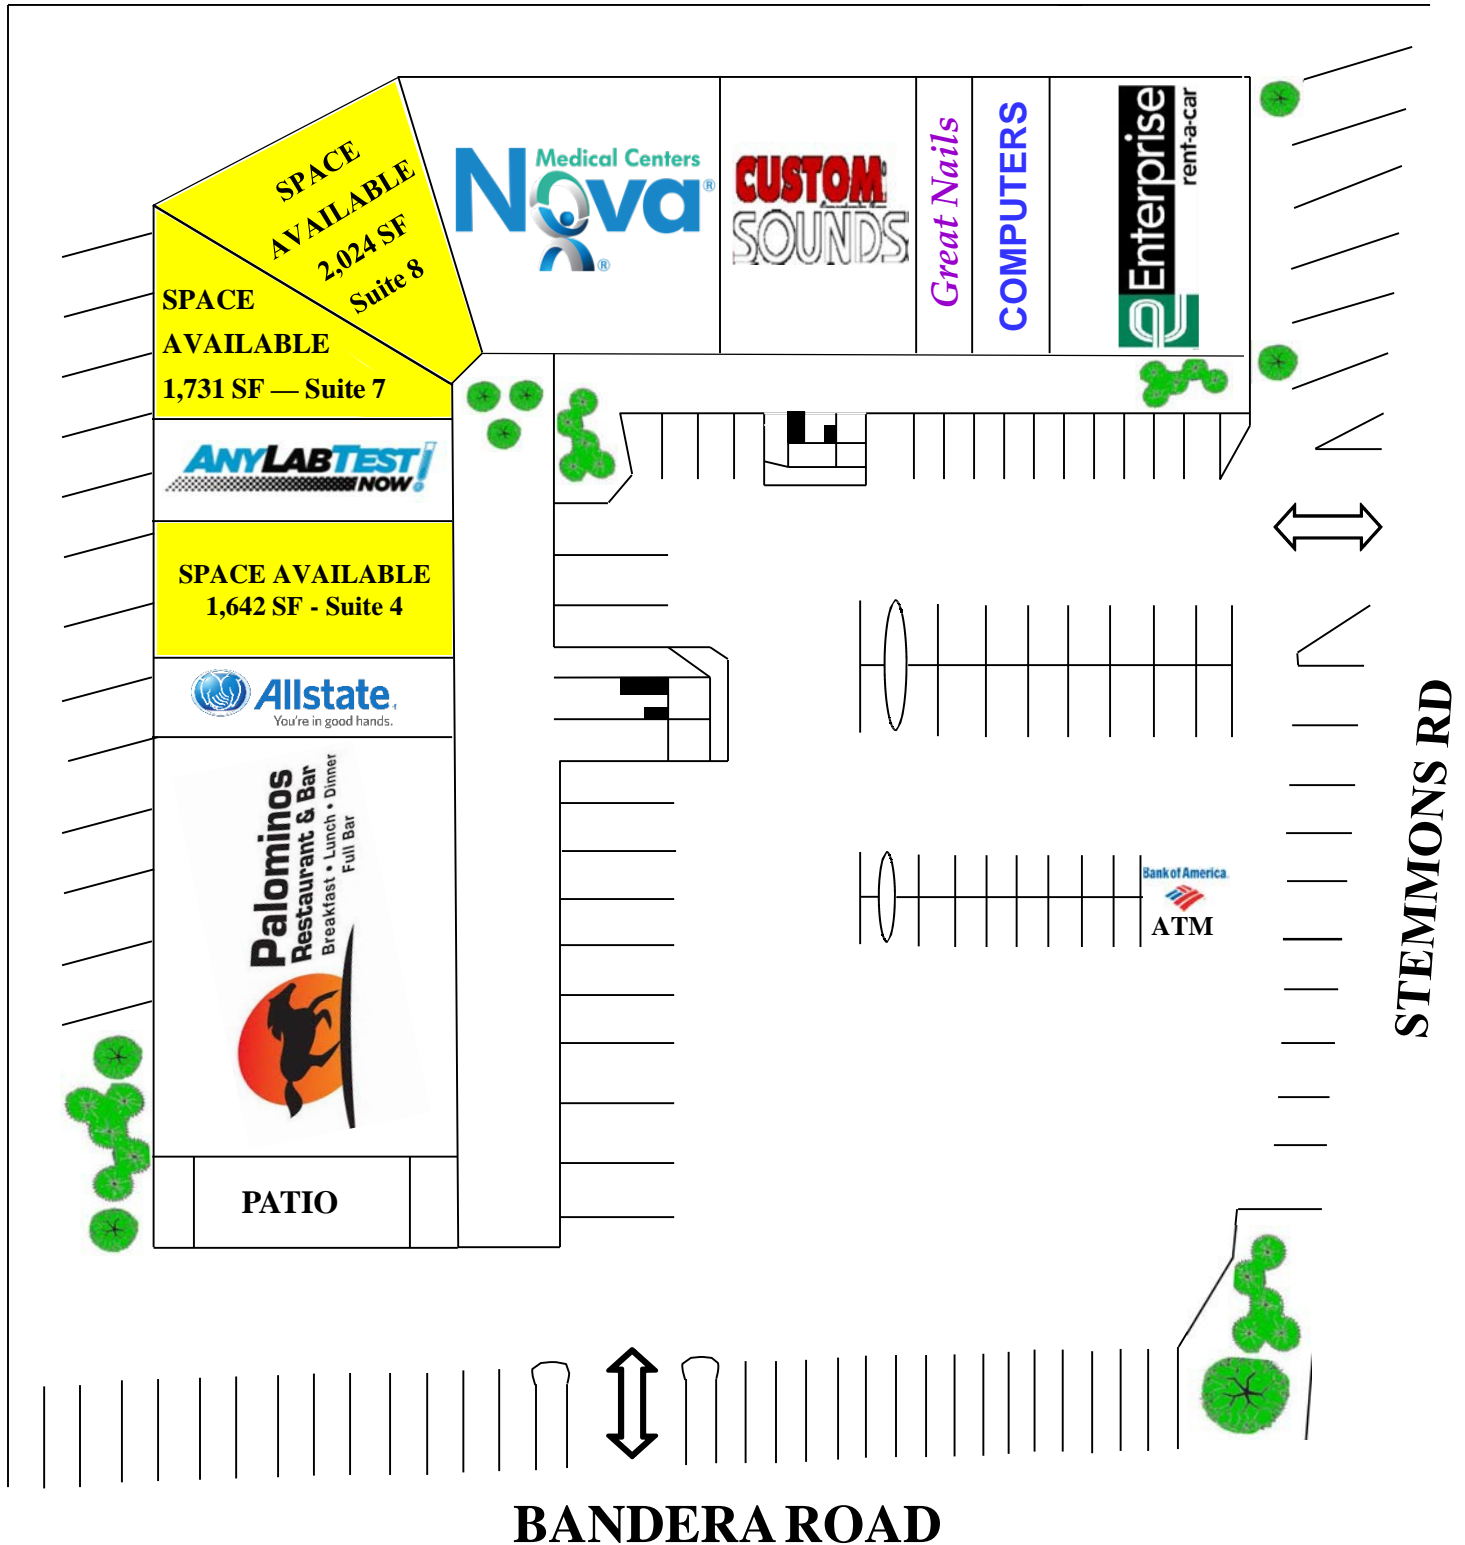 SPACE
AVAILABLE
2,024 SF
Suite 8
Medical Centers
Nova®
®
CUSTOM
SOUNDS
Great Nails
COMPUTERS
Enterprise
rent-a-car
SPACE
AVAILABLE
1,731 SF — Suite 7
ANYLABTEST!
NOW
SPACE AVAILABLE
1,642 SF - Suite 4
Allstate
You're in good hands.
Palominos
Restaurant & Bar
Breakfast • Lunch • Dinner
Full Bar
PATIO
Bank of America
ATM
STEMMONS RD
BANDERA ROAD